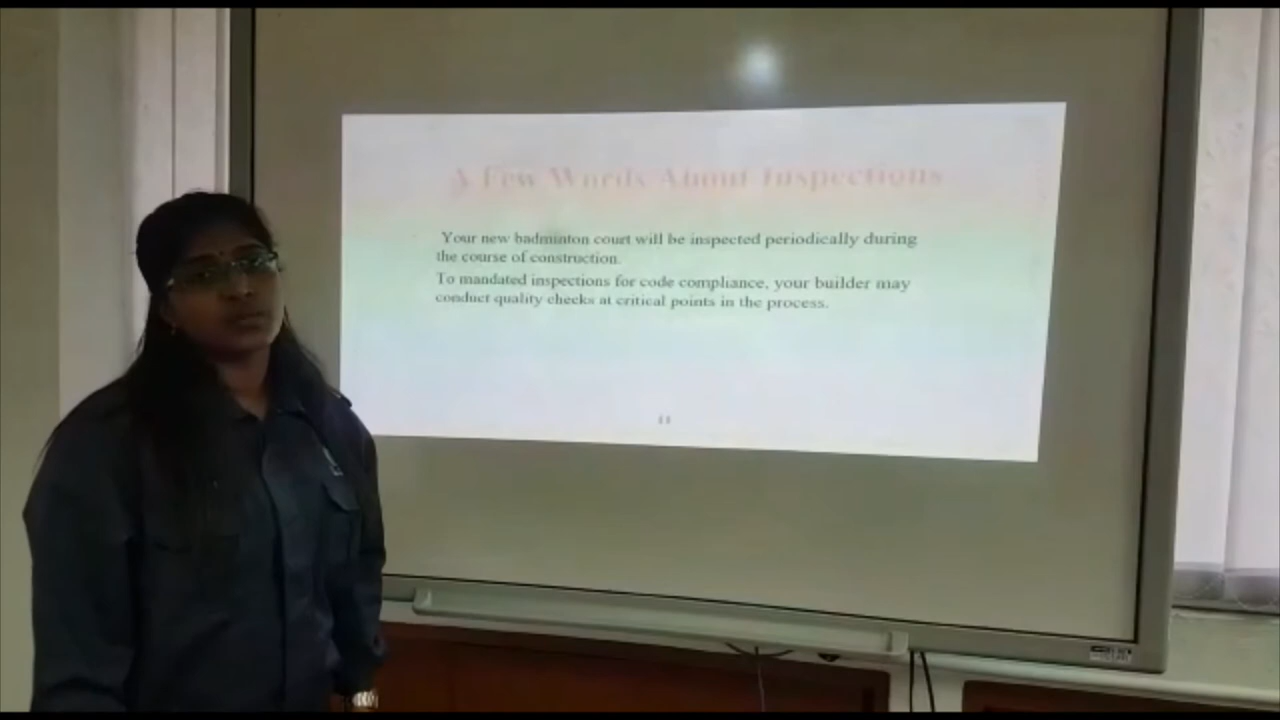 A Few Words About Inspections
Your new badminton court will be inspected periodically during
the course of construction.
To mandated inspections for code compliance, your builder may
conduct quality checks at critical points in the process.